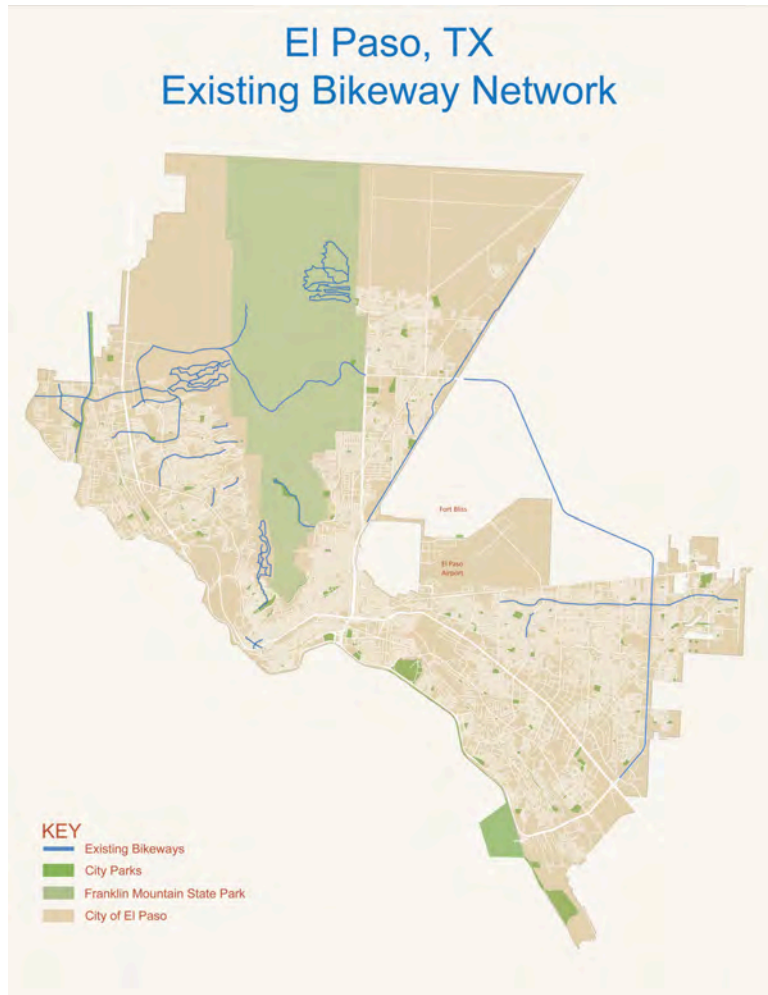 El Paso, TX
Existing Bikeway Network
Fort Bliss
El Paso
Airport
KEY
Existing Bikeways
City Parks
Franklin Mountain State Park
City of El Paso